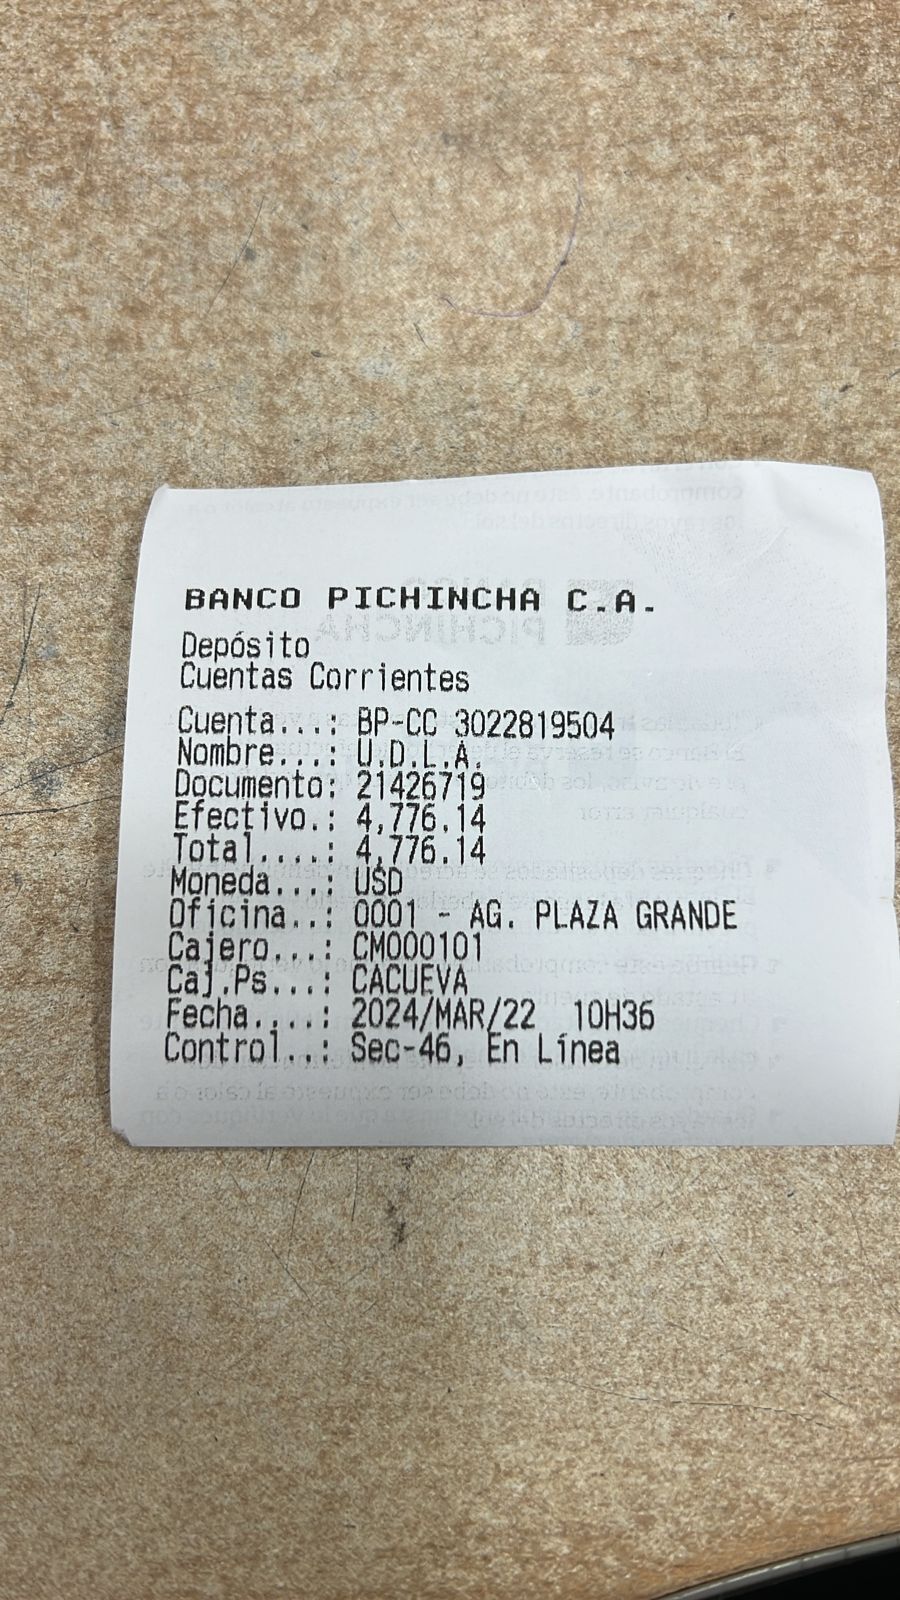 BANCO PICHINCHA C.A.
Depósito
Cuentas Corrientes
Cuenta...: BP-CC 3022819504
Nombre...: U.D.L.A.
Documento: 21426719
Efectivo.: 4,776.14
Total....: 4,776.14
Moneda...: USD
Oficina..: 0001 - AG. PLAZA GRANDE
Cajero...: CM000101
Caj.Ps...: CACUEVA
Fecha....: 2024/MAR/22 10H36
Control..: Sec-46, En Línea